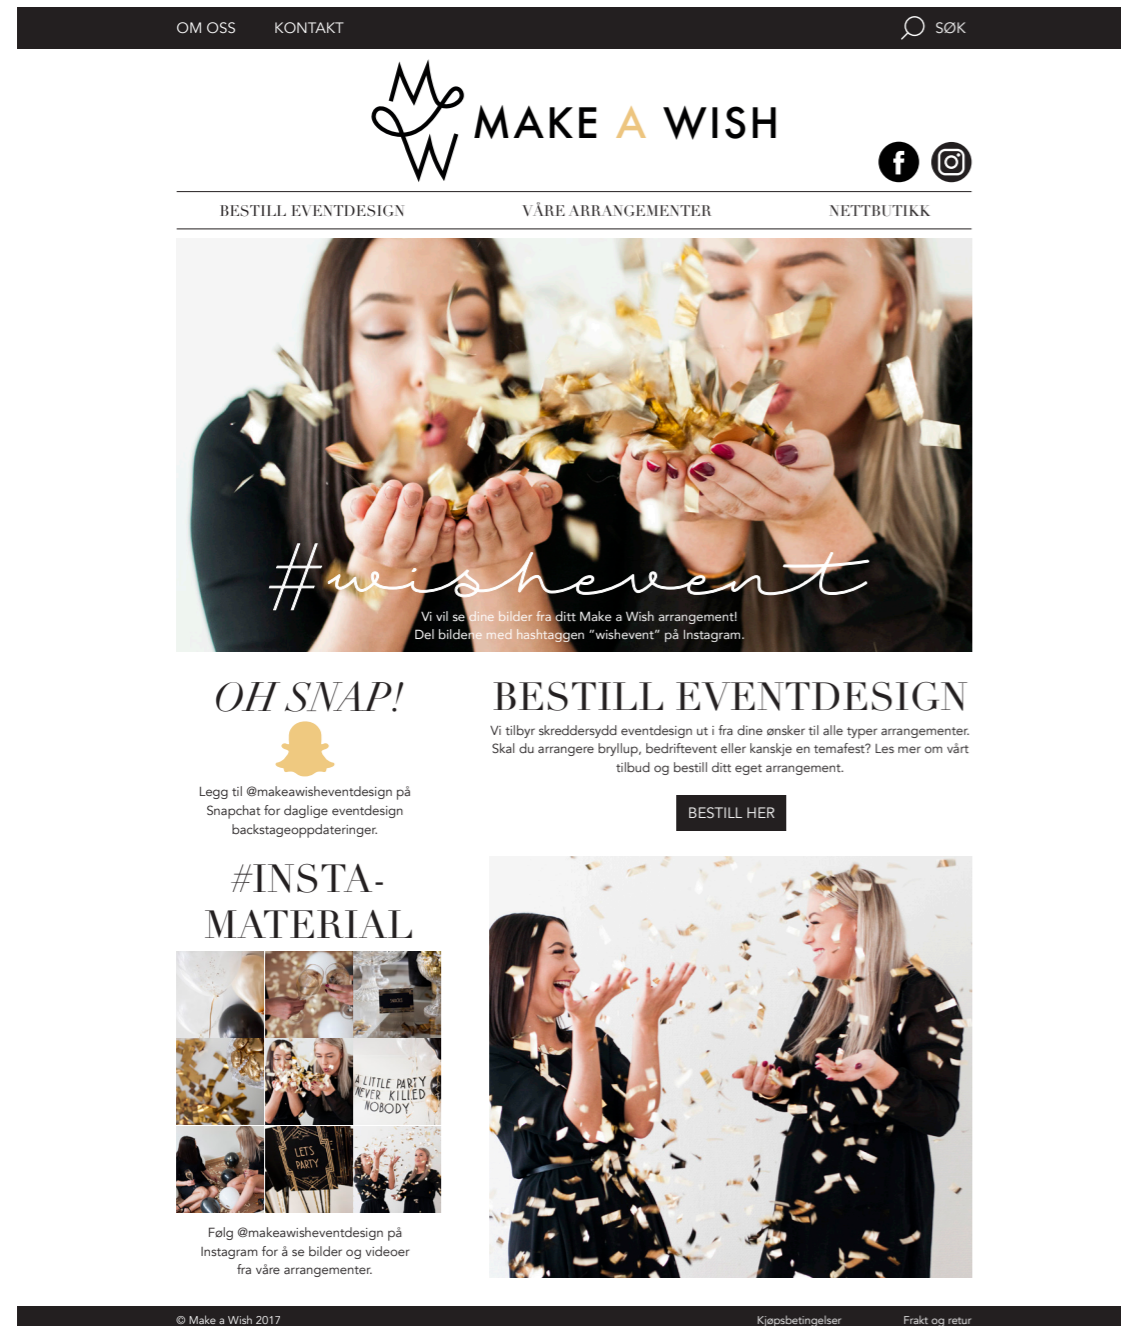 OM OSS
KONTAKT
SØK
MAKE A WISH
BESTILL EVENTDESIGN
VÅRE ARRANGEMENTER
NETTBUTIKK
#wishevent
Vi vil se dine bilder fra ditt Make a Wish arrangement!
Del bildene med hashtaggen ”wishevent” på Instagram.
OH SNAP!
Legg til @makeawisheventdesign på
Snapchat for daglige eventdesign
backstageoppdateringer.
BESTILL EVENTDESIGN
Vi tilbyr skreddersydd eventdesign ut i fra dine ønsker til alle typer arrangementer.
Skal du arrangere bryllup, bedriftevent eller kanskje en temafest? Les mer om vårt
tilbud og bestill ditt eget arrangement.
BESTILL HER
#INSTA-
MATERIAL
A LITTLE PARTY
NEVER KILLED
NOBODY
LET'S
PARTY
Følg @makeawisheventdesign på
Instagram for å se bilder og videoer
fra våre arrangementer.
© Make a Wish 2017
Kjøpsbetingelser
Frakt og retur